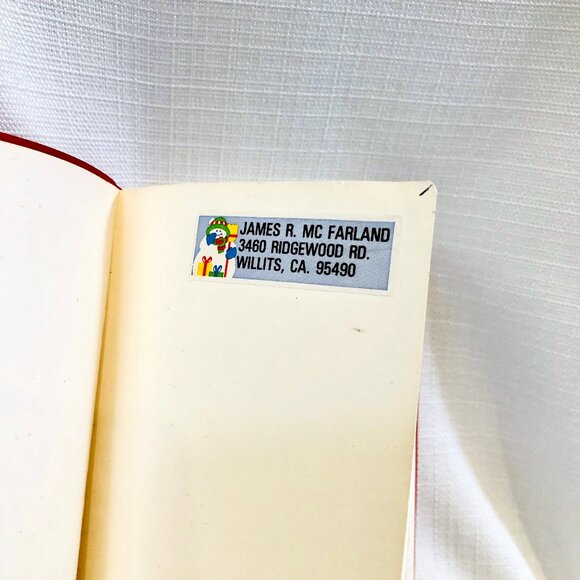 JAMES R. MC FARLAND
3460 RIDGEWOOD RD.
WILLITS, CA. 95490